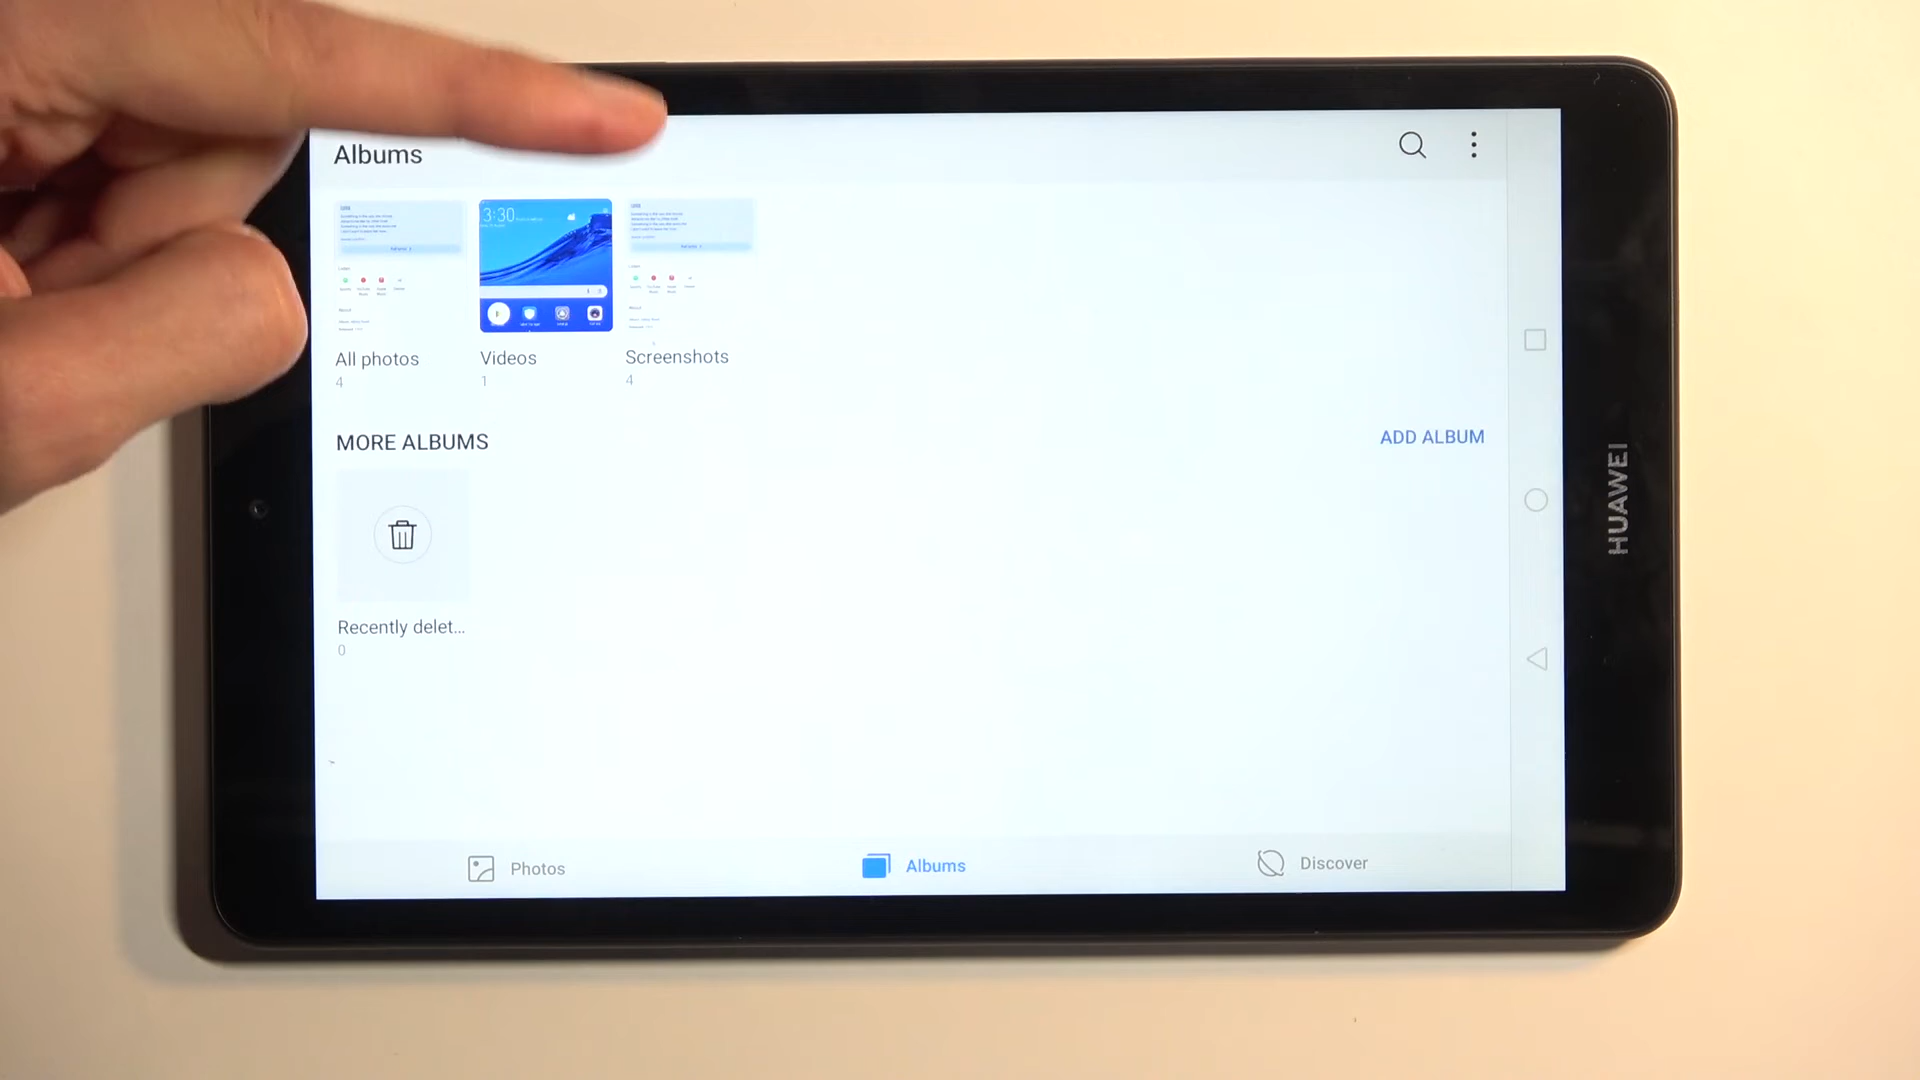 Albums
3:30
All photos
4
Videos
1
Screenshots
4
MORE ALBUMS
ADD ALBUM
Recently delet...
0
Photos
Albums
Discover
HUAWEI